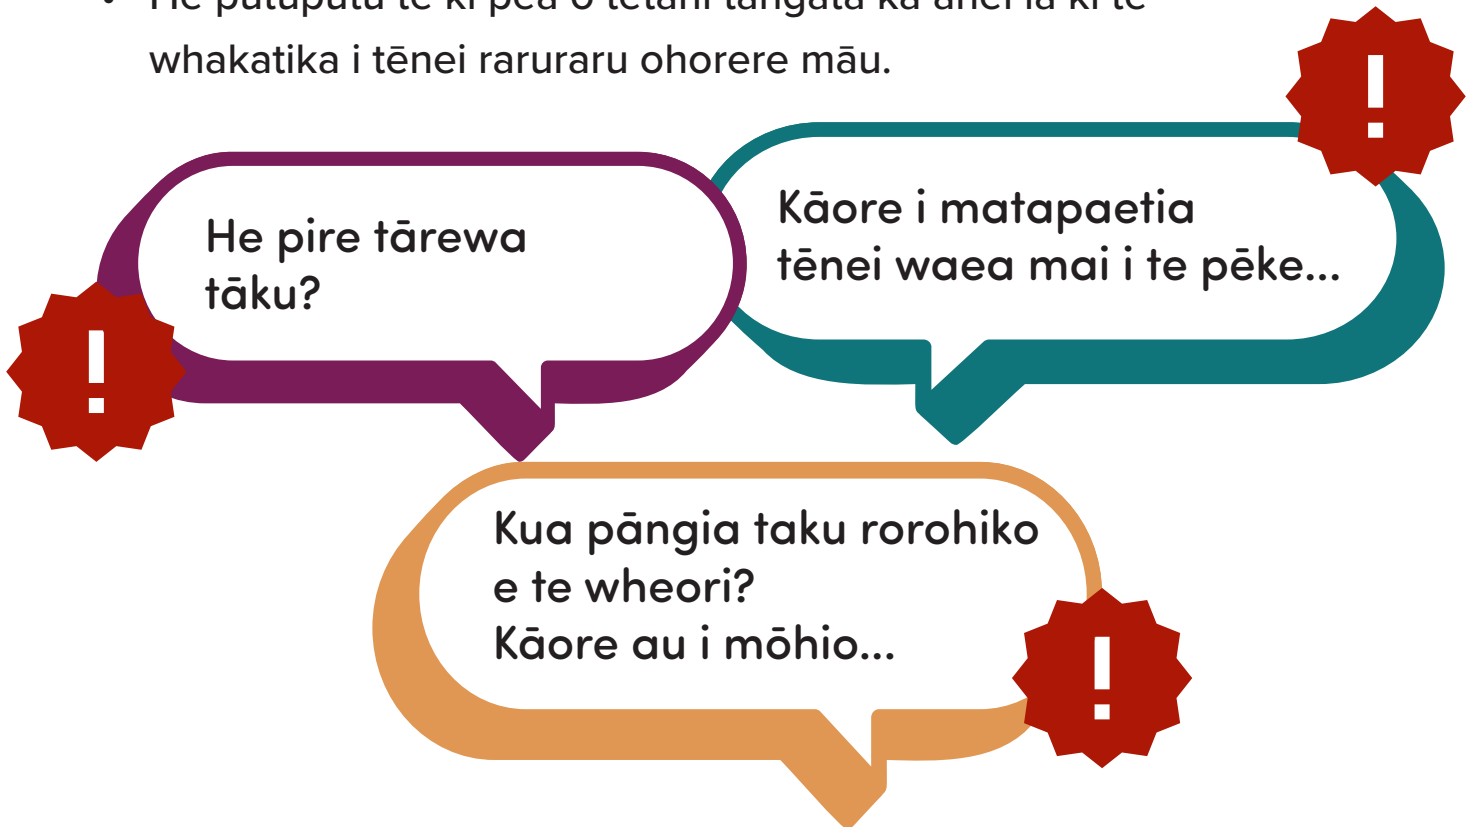 whakatika i tēnei raruraru ohorere māu.
He pire tārewa
tāku?
Kāore i matapaetia
tēnei waea mai i te pēke...
Kua pāngia taku rorohiko
e te wheori?
Kāore au i mōhio...
!
!
!